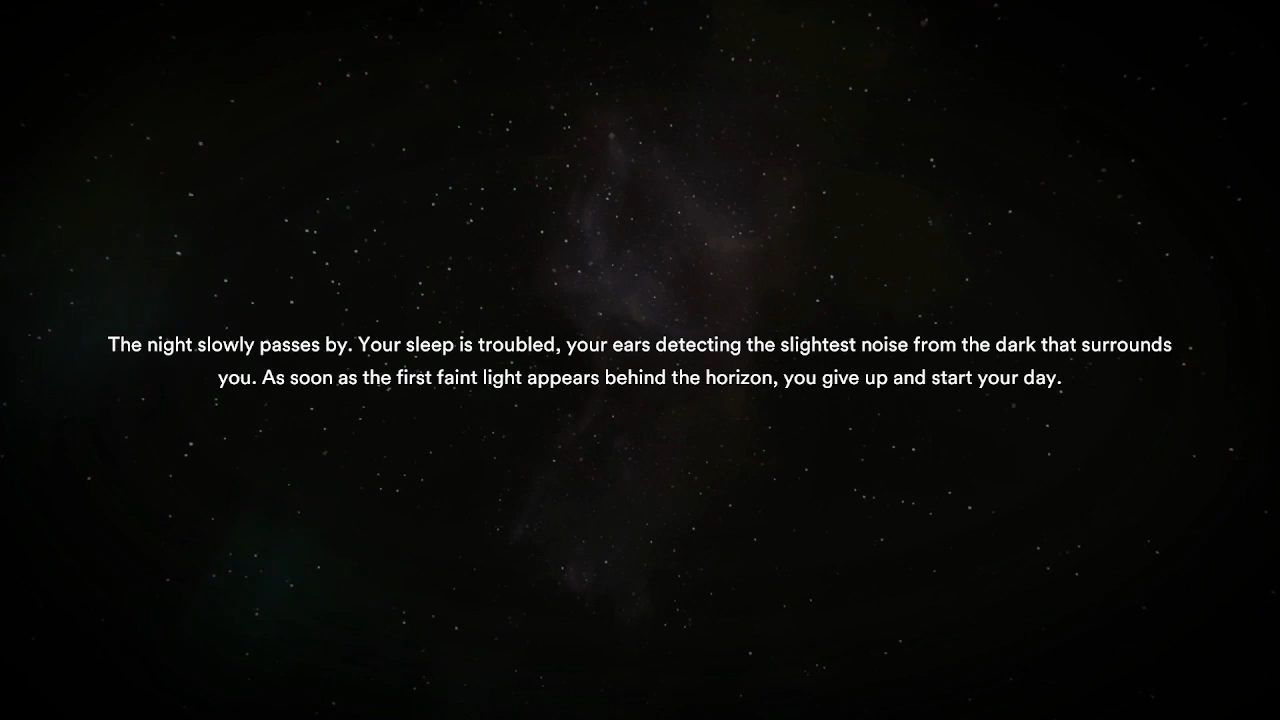 The night slowly passes by. Your sleep is troubled, your ears detecting the slightest noise from the dark that surrounds
you. As soon as the first faint light appears behind the horizon, you give up and start your day.